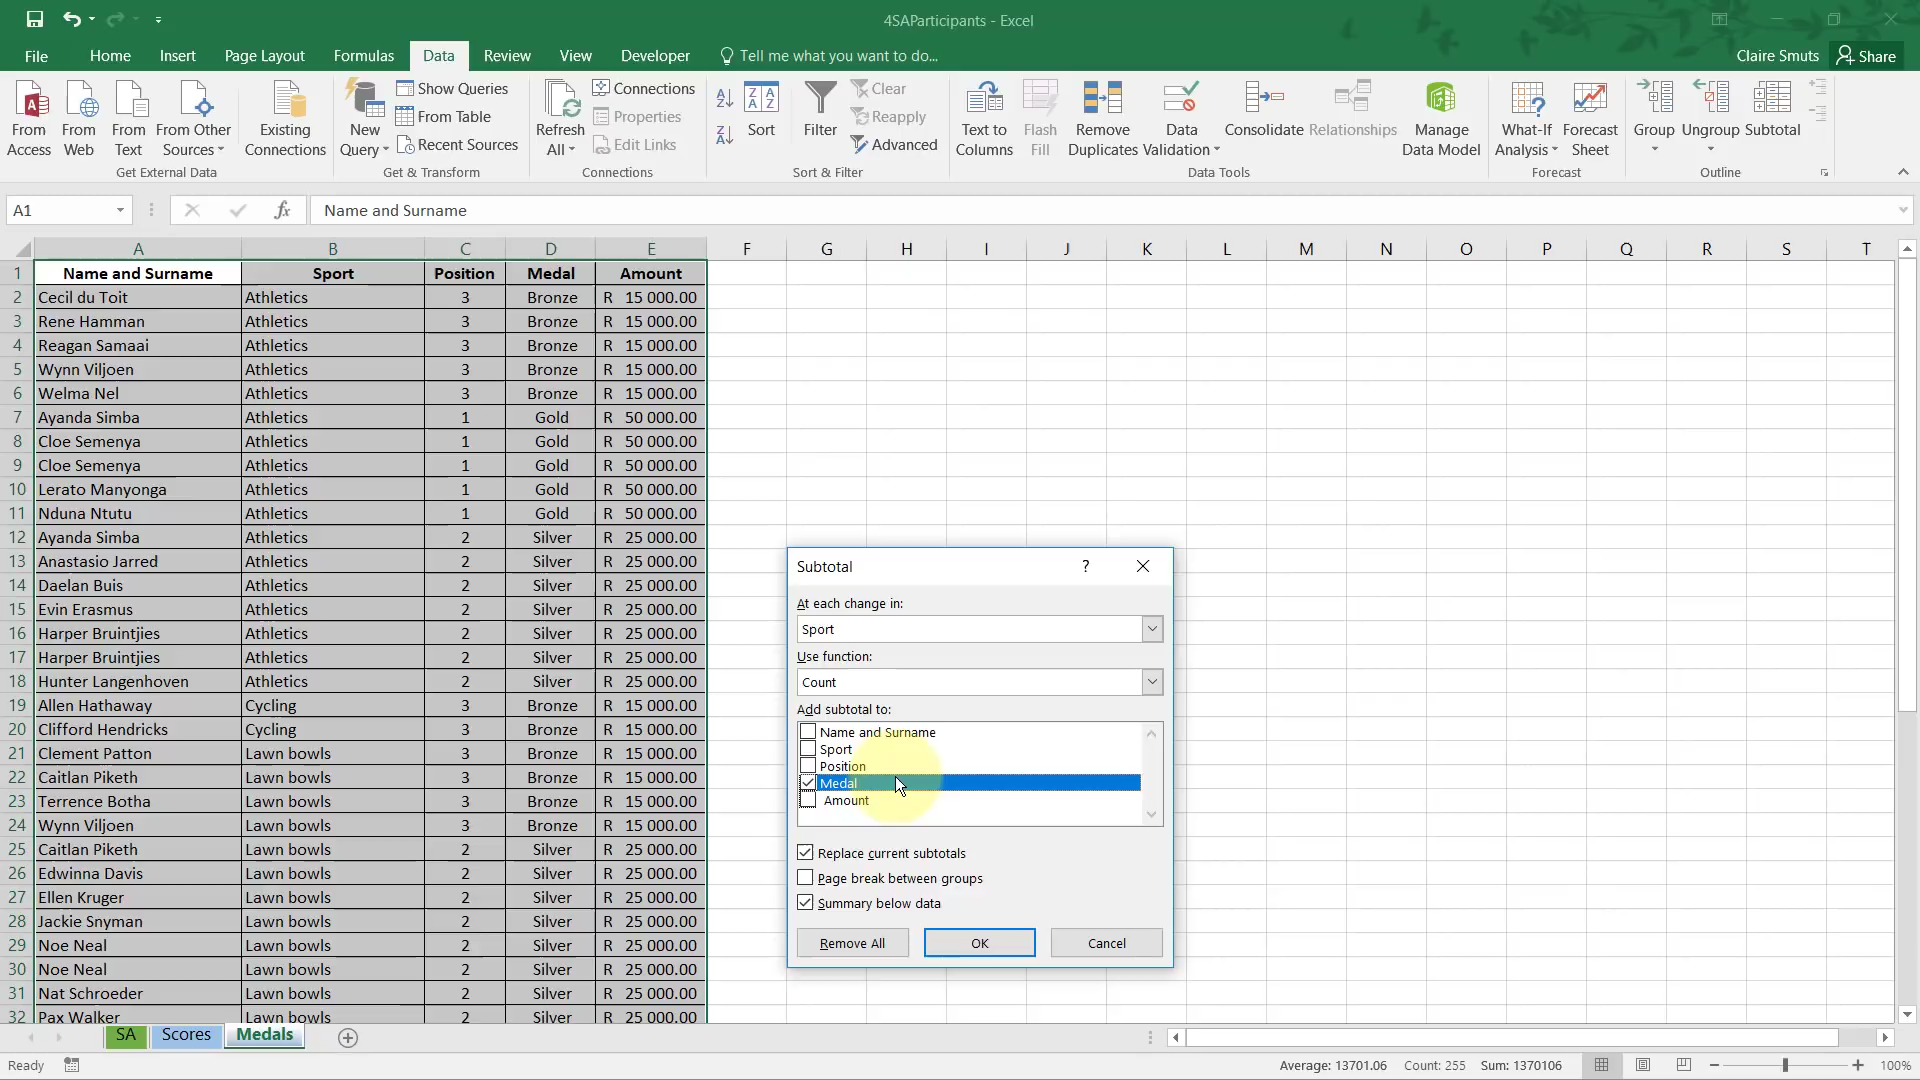 4SAParticipants - Excel
File Home Insert Page Layout Formulas Data Review View Developer Tell me what you want to do... Claire Smuts Share
From Access
From Web
From Text
From Other Sources
Existing Connections
Get External Data
New Query
Show Queries
From Table
Recent Sources
Get & Transform
Refresh All
Connections
Properties
Edit Links
Connections
Sort
Filter
Clear
Reapply
Advanced
Sort & Filter
Text to Columns
Flash Fill
Remove Duplicates
Data Validation
Consolidate
Relationships
Manage Data Model
Data Tools
What-If Analysis
Forecast Sheet
Forecast
Group
Ungroup
Subtotal
Outline
A1 fx Name and Surname
A B C D E F G H I J K L M N O P Q R S T
1 Name and Surname Sport Position Medal Amount
2 Cecil du Toit Athletics 3 Bronze R 15 000.00
3 Rene Hamman Athletics 3 Bronze R 15 000.00
4 Reagan Samaai Athletics 3 Bronze R 15 000.00
5 Wynn Viljoen Athletics 3 Bronze R 15 000.00
6 Welma Nel Athletics 3 Bronze R 15 000.00
7 Ayanda Simba Athletics 1 Gold R 50 000.00
8 Cloe Semenya Athletics 1 Gold R 50 000.00
9 Cloe Semenya Athletics 1 Gold R 50 000.00
10 Lerato Manyonga Athletics 1 Gold R 50 000.00
11 Nduna Ntutu Athletics 1 Gold R 50 000.00
12 Ayanda Simba Athletics 2 Silver R 25 000.00
13 Anastasio Jarred Athletics 2 Silver R 25 000.00
14 Daelan Buis Athletics 2 Silver R 25 000.00
15 Evin Erasmus Athletics 2 Silver R 25 000.00
16 Harper Bruintjies Athletics 2 Silver R 25 000.00
17 Harper Bruintjies Athletics 2 Silver R 25 000.00
18 Hunter Langenhoven Athletics 2 Silver R 25 000.00
19 Allen Hathaway Cycling 3 Bronze R 15 000.00
20 Clifford Hendricks Cycling 3 Bronze R 15 000.00
21 Clement Patton Lawn bowls 3 Bronze R 15 000.00
22 Caitlan Piketh Lawn bowls 3 Bronze R 15 000.00
23 Terrence Botha Lawn bowls 3 Bronze R 15 000.00
24 Wynn Viljoen Lawn bowls 3 Bronze R 15 000.00
25 Caitlan Piketh Lawn bowls 2 Silver R 25 000.00
26 Edwinna Davis Lawn bowls 2 Silver R 25 000.00
27 Ellen Kruger Lawn bowls 2 Silver R 25 000.00
28 Jackie Snyman Lawn bowls 2 Silver R 25 000.00
29 Noe Neal Lawn bowls 2 Silver R 25 000.00
30 Noe Neal Lawn bowls 2 Silver R 25 000.00
31 Nat Schroeder Lawn bowls 2 Silver R 25 000.00
32 Pax Walker Lawn bowls 2 Silver R 25 000.00
Subtotal ?
At each change in:
Sport
Use function:
Count
Add subtotal to:
Name and Surname
Sport
Position
Medal
Amount
Replace current subtotals
Page break between groups
Summary below data
Remove All OK Cancel
SA Scores Medals
Ready Average: 13701.06 Count: 255 Sum: 1370106 100%